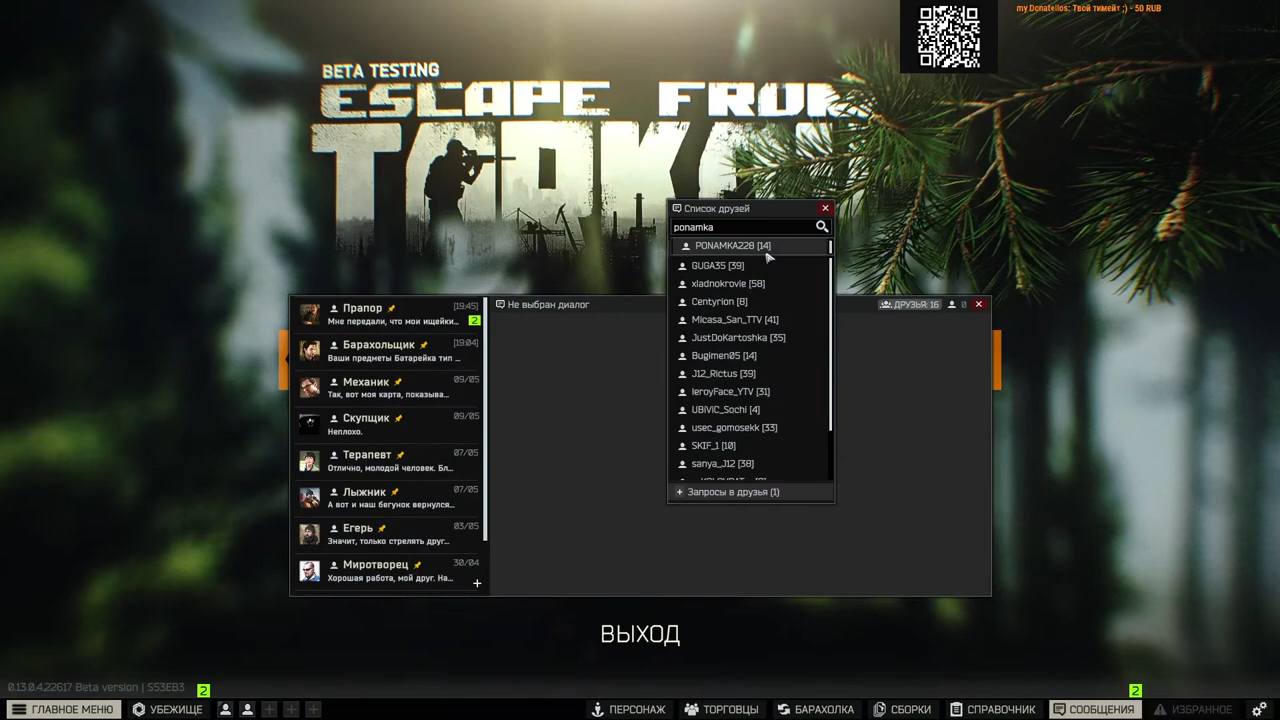 my Donatellos: Твой тимейт ;) - 50 RUB
BETA TESTING
ESCAPE FROM
Список друзей
ponamka
PONAMKA228 [14]
GUGA35 [39]
xladnokrovie [58]
Centyrion [8]
Micasa_San_TTV [41]
JustDoKartoshka [35]
Bugimen05 [14]
J12_Rictus [39]
leroyFace_YTV [31]
UBIVIC_Sochi [4]
usec_gomosekk [33]
SKIF_1 [10]
sanya_J12 [38]
+ Запросы в друзья (1)
Не выбран диалог
ДРУЗЬЯ: 16
0
Прапор [19:45]
Мне передали, что мои ищейки... 2
Барахольщик [19:04]
Ваши предметы Батарейка тип ...
Механик 09/05
Так, вот моя карта, показыва...
Скупщик 09/05
Неплохо.
Терапевт 07/05
Отлично, молодой человек. Бл...
Лыжник 07/05
А вот и наш бегунок вернулся...
Егерь 03/05
Значит, только стрелять друг...
Миротворец 30/04
Хорошая работа, мой друг. На...
+
ВЫХОД
0.13.0.4.22617 Beta version | S53EB3
2
2
ГЛАВНОЕ МЕНЮ
УБЕЖИЩЕ
ПЕРСОНАЖ
ТОРГОВЦЫ
БАРАХОЛКА
СБОРКИ
СПРАВОЧНИК
СООБЩЕНИЯ
ИЗБРАННОЕ